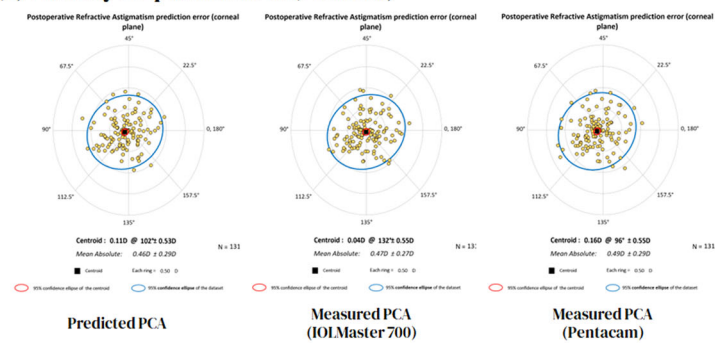 Postoperative Refractive Astigmatism prediction error (corneal
plane)
45°
67.5°
22.5°
90°
0, 180°
112.5°
157.5°
135°
Centroid : 0.11D @ 102°± 0.53D
Mean Absolute: 0.46D ± 0.29D
N = 131
Centroid
Each ring = 0.50 D
95% confidence ellipse of the centroid
95% confidence ellipse of the dataset
Predicted PCA
Postoperative Refractive Astigmatism prediction error (corneal
plane)
45°
67.5°
22.5°
90°
0, 180°
112.5°
157.5°
135°
Centroid : 0.04D @ 132°± 0.55D
Mean Absolute: 0.47D ± 0.27D
N = 13
Centroid
Each ring = 0.50 D
95% confidence ellipse of the centroid
95% confidence ellipse of the dataset
Measured PCA
(IOLMaster 700)
Postoperative Refractive Astigmatism prediction error (corneal
plane)
45°
67.5°
22.5°
90°
0, 180°
112.5°
157.5°
135°
Centroid : 0.16D @ 96° ± 0.55D
Mean Absolute: 0.49D ± 0.29D
N = 131
Centroid
Each ring = 0.50 D
95% confidence ellipse of the centroid
95% confidence ellipse of the dataset
Measured PCA
(Pentacam)